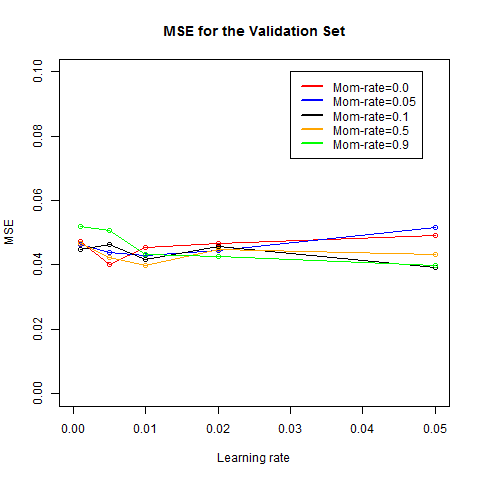 MSE for the Validation Set
Mom-rate=0.0
Mom-rate=0.05
Mom-rate=0.1
Mom-rate=0.5
Mom-rate=0.9
MSE
0.10
0.08
0.06
0.04
0.02
0.00
0.00 0.01 0.02 0.03 0.04 0.05
Learning rate